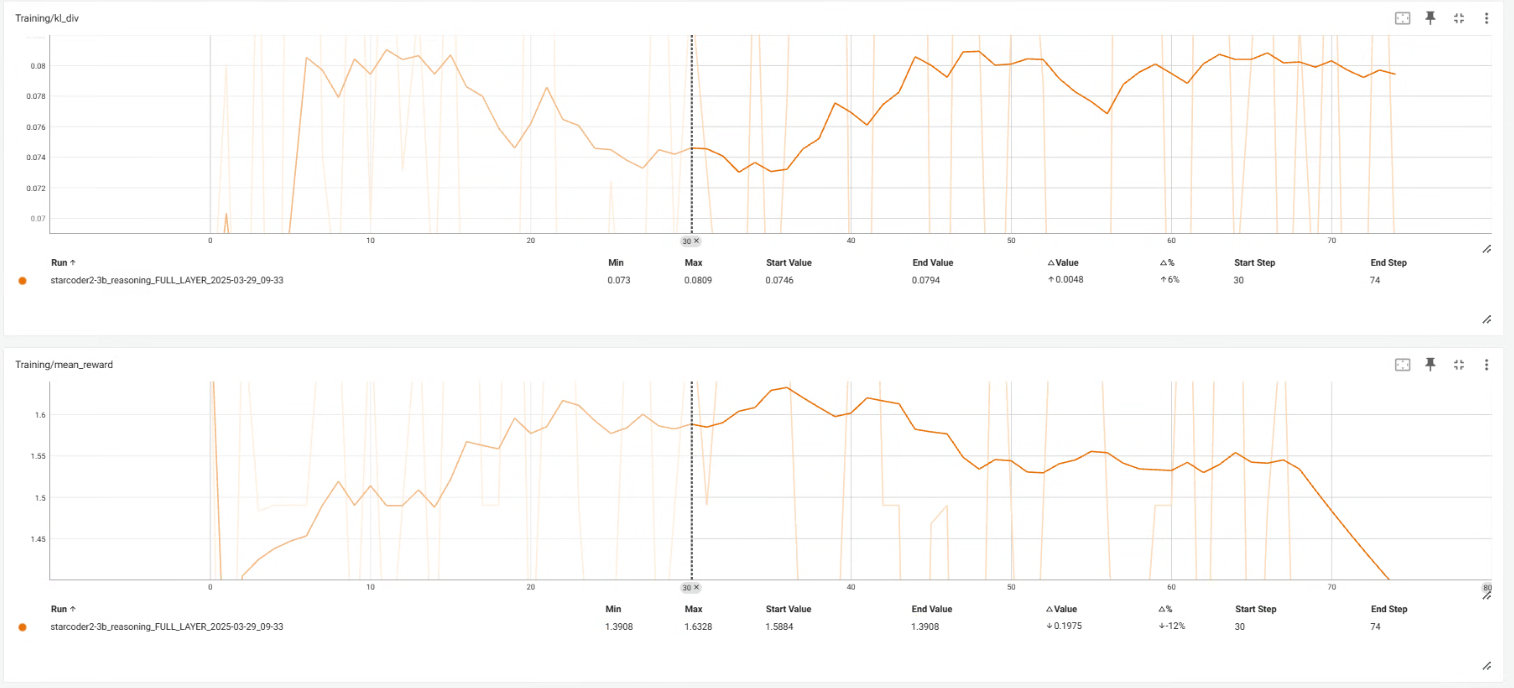 Training/kl_div
0.08
0.078
0.076
0.074
0.072
0.07
0 10 20 30 × 40 50 60 70
Run ↑ Min Max Start Value End Value △Value △% Start Step End Step
starcoder2-3b_reasoning_FULL_LAYER_2025-03-29_09-33 0.073 0.0809 0.0746 0.0794 ↑0.0048 ↑6% 30 74
Training/mean_reward
1.6
1.55
1.5
1.45
0 10 20 30 × 40 50 60 70 80
Run ↑ Min Max Start Value End Value △Value △% Start Step End Step
starcoder2-3b_reasoning_FULL_LAYER_2025-03-29_09-33 1.3908 1.6328 1.5884 1.3908 ↓0.1975 ↓-12% 30 74